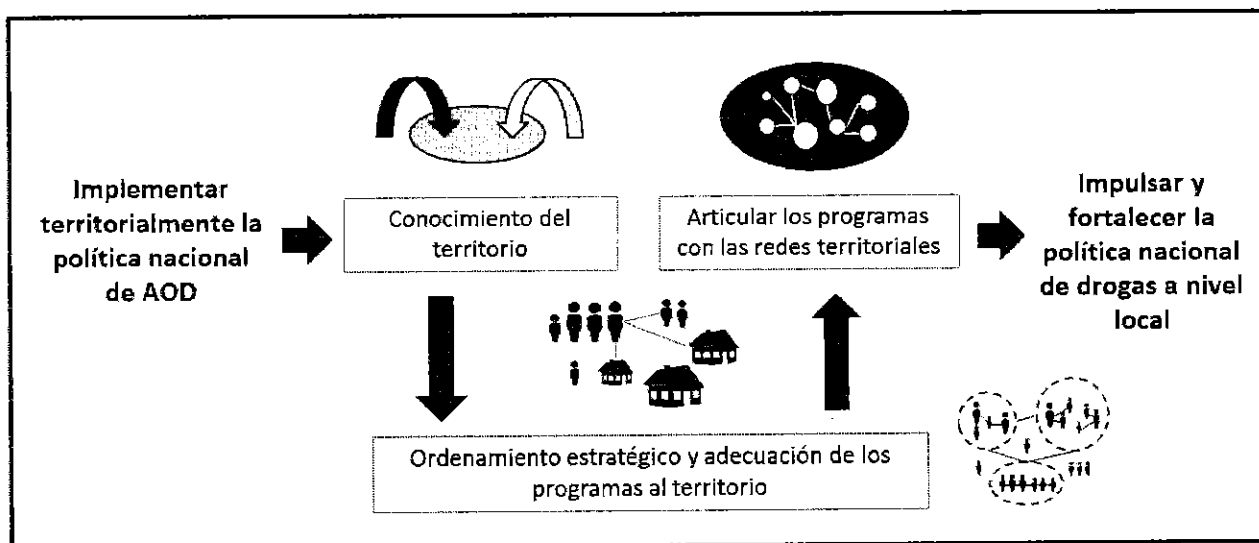 Implementar
territorialmente la
política nacional
de AOD
Conocimiento del
territorio
Articular los programas
con las redes territoriales
Impulsar y
fortalecer la
política nacional
de drogas a nivel
local
Ordenamiento estratégico y adecuación de los
programas al territorio